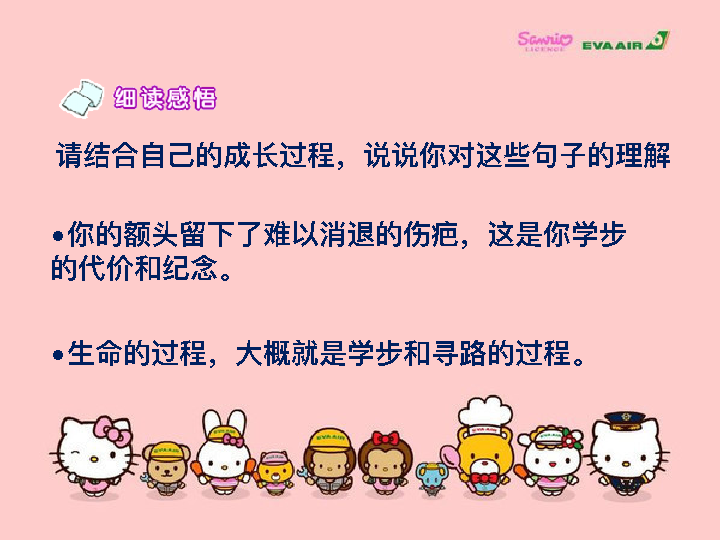 Sanrio
LICENCE
EVA AIR
细读感悟
请结合自己的成长过程，说说你对这些句子的理解
•你的额头留下了难以消退的伤疤，这是你学步
的代价和纪念。
•生命的过程，大概就是学步和寻路的过程。
EVA AIR
EVA AIR
EVA AIR